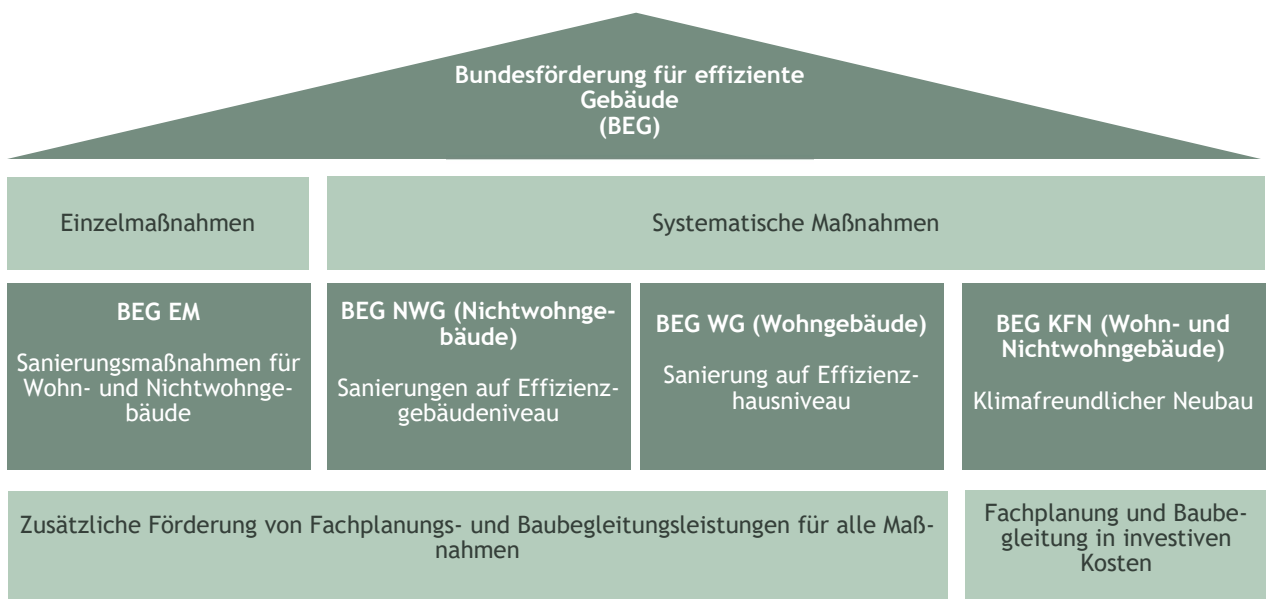 Bundesförderung für effiziente
Gebäude
(BEG)
Einzelmaßnahmen
Systematische Maßnahmen
BEG EM
Sanierungsmaßnahmen für
Wohn- und Nichtwohnge-
bäude
BEG NWG (Nichtwohnge-
bäude)
Sanierungen auf Effizienz-
gebäudeniveau
BEG WG (Wohngebäude)
Sanierung auf Effizienz-
hausniveau
BEG KFN (Wohn- und
Nichtwohngebäude)
Klimafreundlicher Neubau
Zusätzliche Förderung von Fachplanungs- und Baubegleitungsleistungen für alle Maß-
nahmen
Fachplanung und Baube-
gleitung in investiven
Kosten